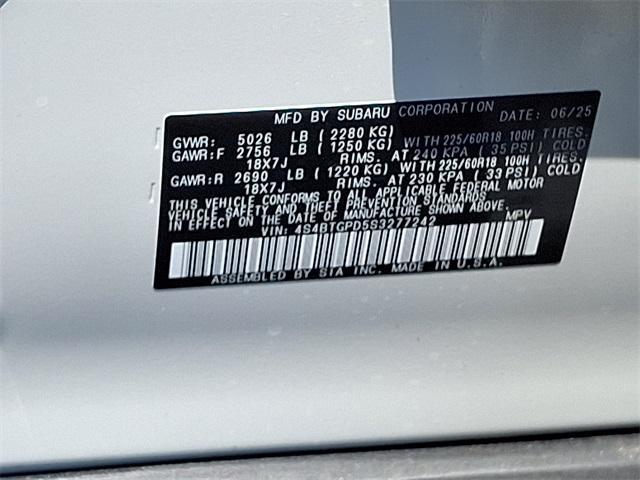 MFD BY SUBARU CORPORATION DATE: 06/25
GVWR: 5026 LB ( 2280 KG)
GAWR:F 2756 LB ( 1250 KG) WITH 225/60R18 100H TIRES.
18X7J RIMS. AT 240 KPA ( 35 PSI) COLD
GAWR:R 2690 LB ( 1220 KG) WITH 225/60R18 100H TIRES.
18X7J RIMS. AT 230 KPA ( 33 PSI) COLD
THIS VEHICLE CONFORMS TO ALL APPLICABLE FEDERAL MOTOR
VEHICLE SAFETY AND THEFT PREVENTION STANDARDS
IN EFFECT ON THE DATE OF MANUFACTURE SHOWN ABOVE.
VIN: 4S4BTGPD5S3277242 MPV
ASSEMBLED BY SIA INC. MADE IN U.S.A.